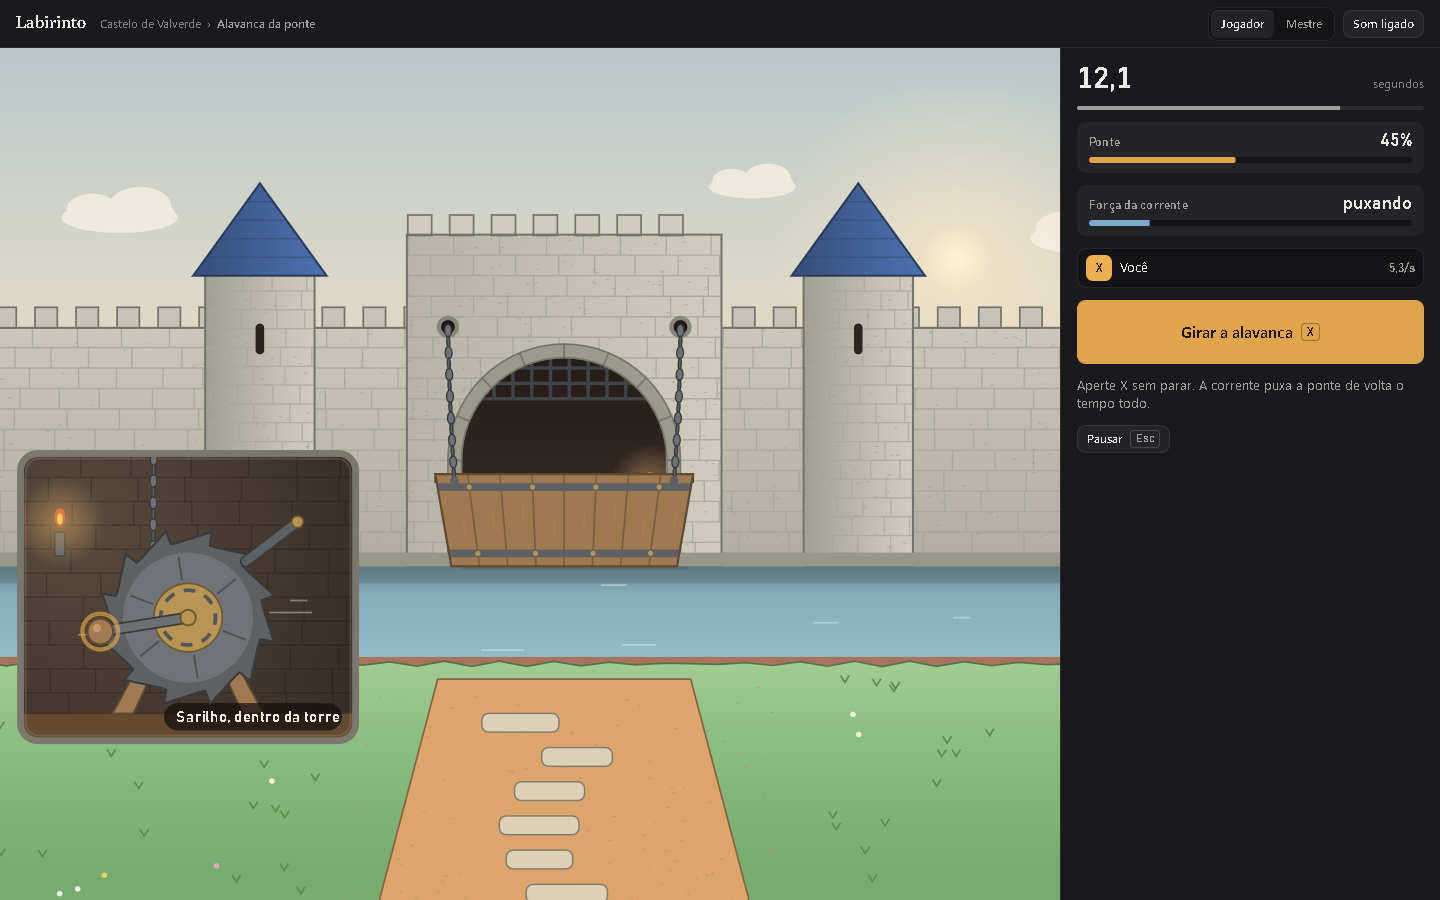 Labirinto Castelo de Valverde › Alavanca da ponte
Jogador Mestre Som ligado
12,1 segundos
Ponte 45%
Força da corrente puxando
X Você 5,3/s
Girar a alavanca X
Aperte X sem parar. A corrente puxa a ponte de volta o
tempo todo.
Pausar Esc
Sarilho, dentro da torre